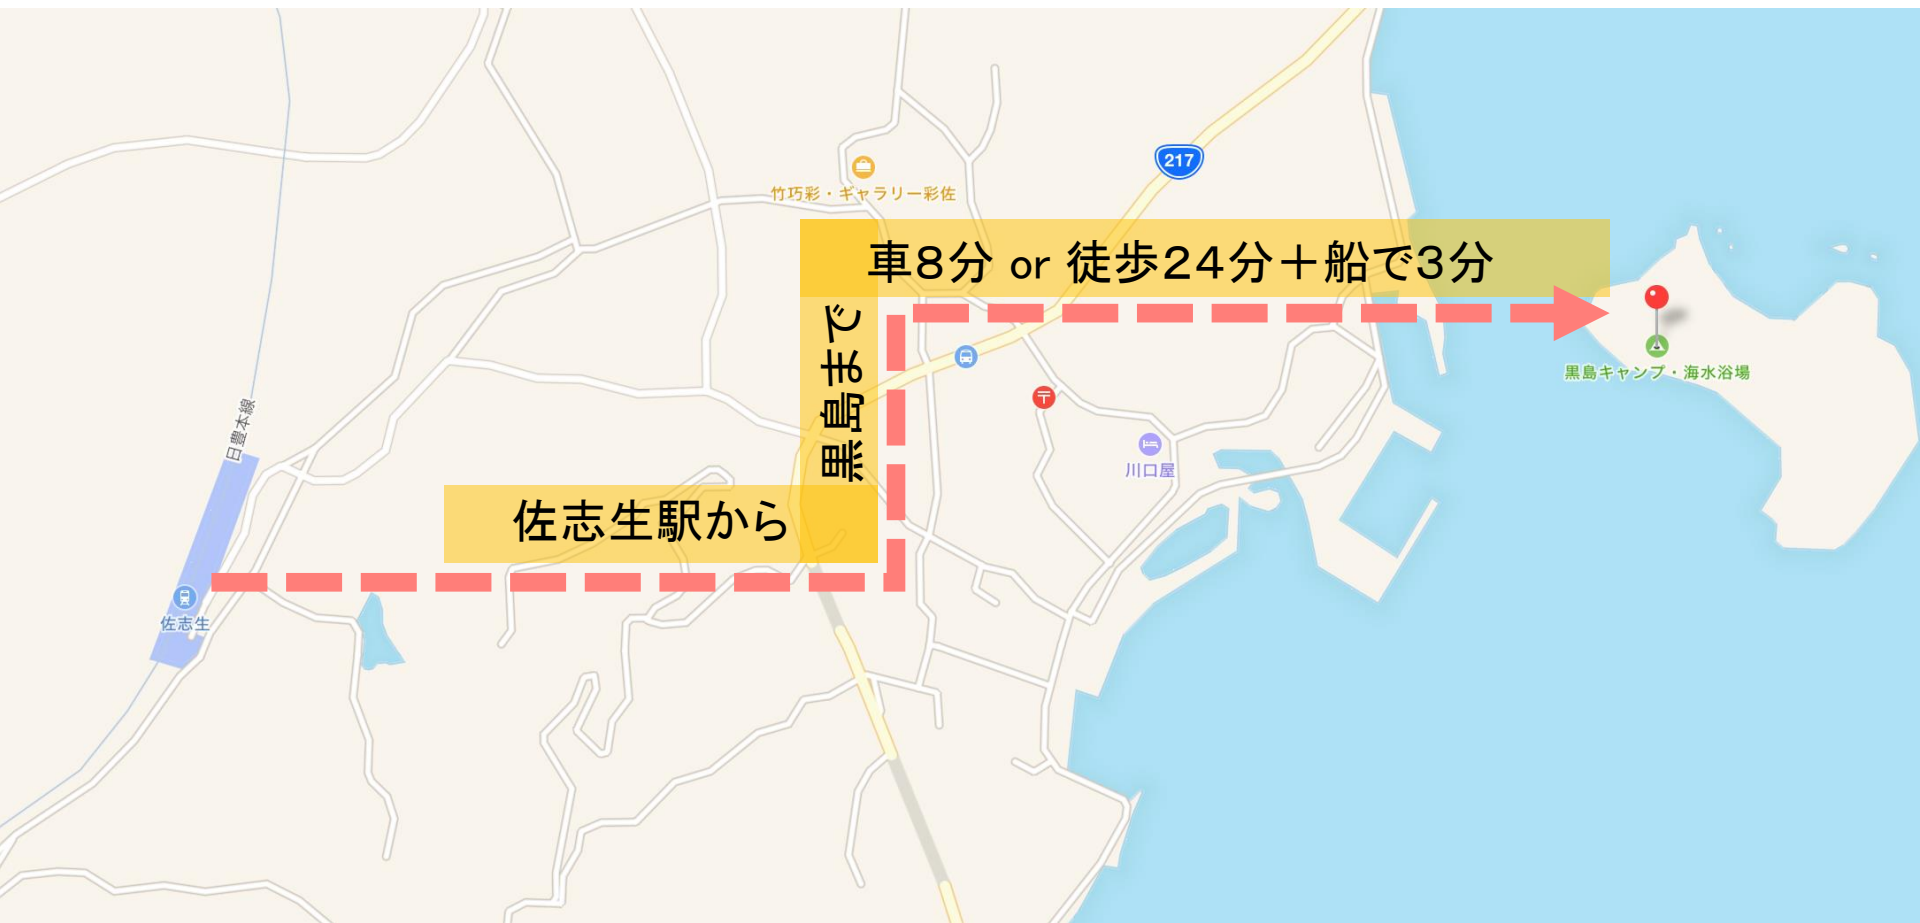 217
竹巧彩・ギャラリー彩佐
車8分 or 徒歩24分＋船で3分
黒島まで
佐志生駅から
黒島キャンプ・海水浴場
日豊本線
川口屋
佐志生